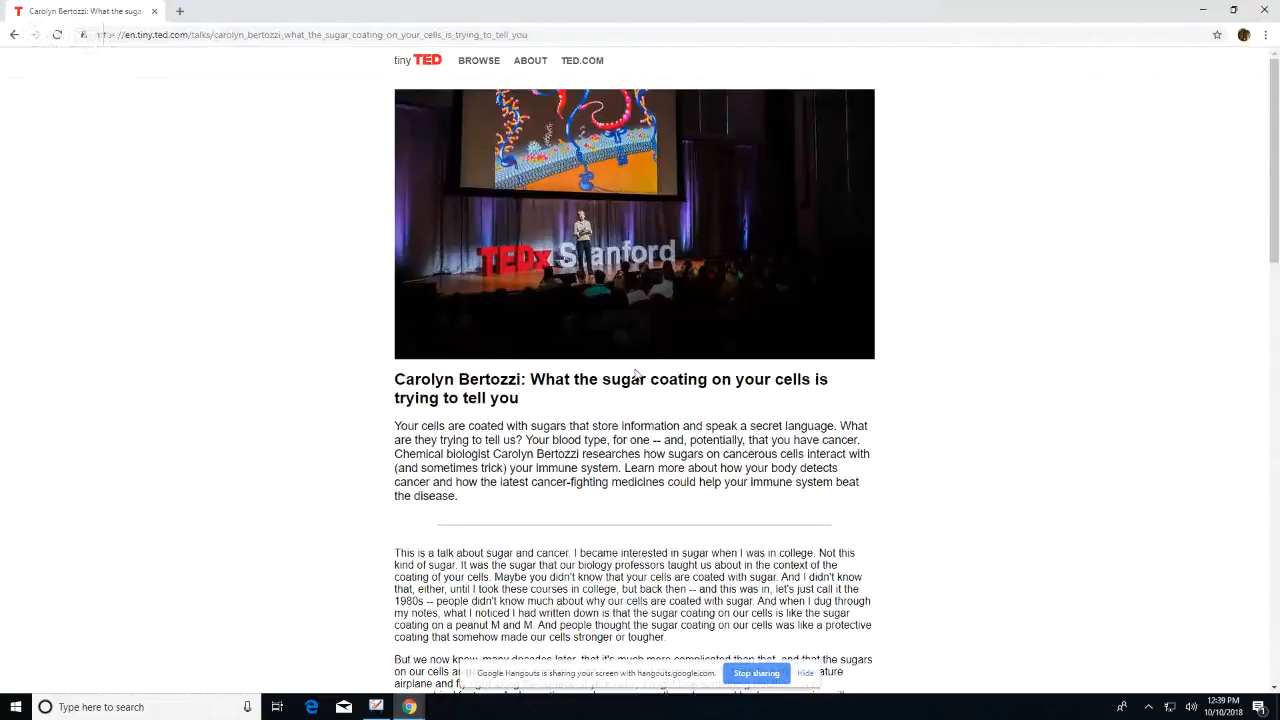 Carolyn Bertozzi: What the suga
https://en.tiny.ted.com/talks/carolyn_bertozzi_what_the_sugar_coating_on_your_cells_is_trying_to_tell_you
tiny TED BROWSE ABOUT TED.COM
TEDx Stanford
Carolyn Bertozzi: What the sugar coating on your cells is
trying to tell you
Your cells are coated with sugars that store information and speak a secret language. What
are they trying to tell us? Your blood type, for one -- and, potentially, that you have cancer.
Chemical biologist Carolyn Bertozzi researches how sugars on cancerous cells interact with
(and sometimes trick) your immune system. Learn more about how your body detects
cancer and how the latest cancer-fighting medicines could help your immune system beat
the disease.
This is a talk about sugar and cancer. I became interested in sugar when I was in college. Not this
kind of sugar. It was the sugar that our biology professors taught us about in the context of the
coating of your cells. Maybe you didn't know that your cells are coated with sugar. And I didn't know
that, either, until I took these courses in college, but back then -- and this was in, let's just call it the
1980s -- people didn't know much about why our cells are coated with sugar. And when I dug through
my notes, what I noticed I had written down is that the sugar coating on our cells is like the sugar
coating on a peanut M and M. And people thought the sugar coating on our cells was like a protective
coating that somehow made our cells stronger or tougher.
But we now know, many decades later, that it's much more complicated than that, and that the sugars
on our cells
Google Hangouts is sharing your screen with hangouts.google.com. Stop sharing Hide
airplane and
Type here to search
12:39 PM
10/10/2018